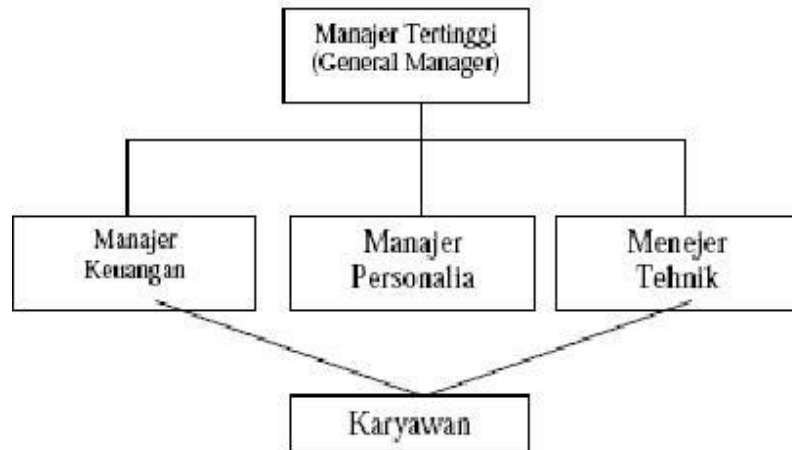 Manajer Tertinggi
(General Manager)
Manajer
Keuangan
Manajer
Personalia
Menejer
Tehnik
Karyawan